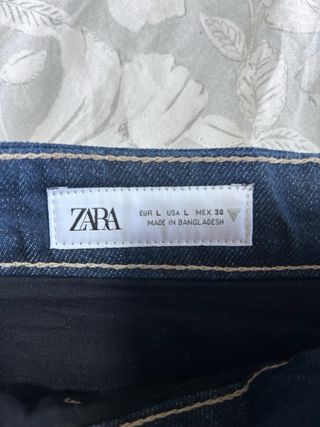 ZARA
EUR L USA L MEX 30
MADE IN BANGLADESH